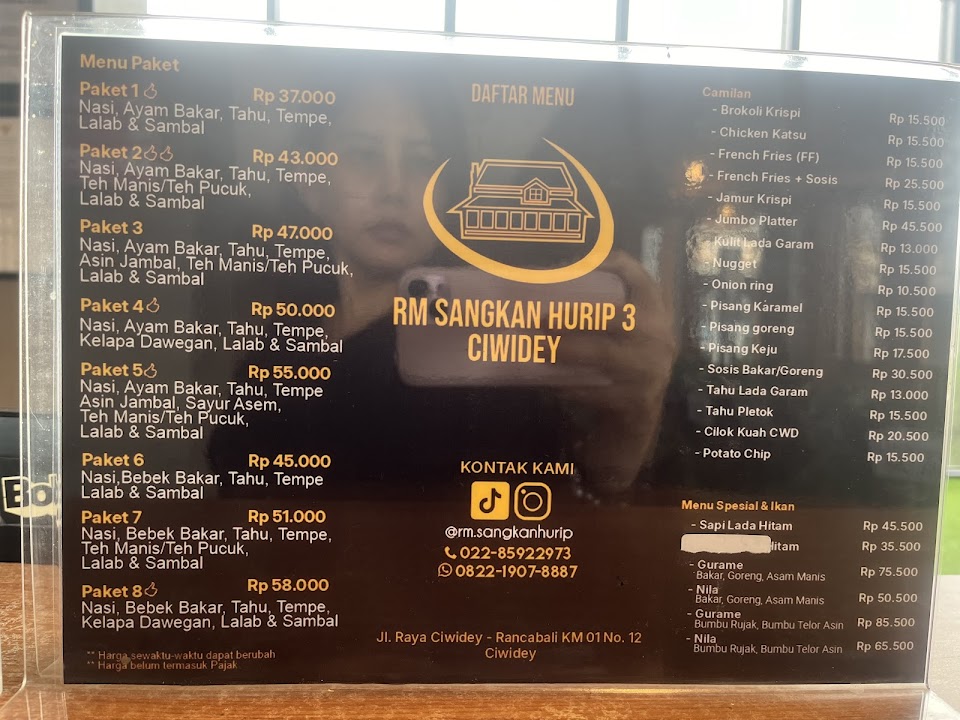 Menu Paket
Paket 1
Rp 37.000
Nasi, Ayam Bakar, Tahu, Tempe,
Lalab & Sambal
Paket 2
Rp 43.000
Nasi, Ayam Bakar, Tahu, Tempe,
Teh Manis/Teh Pucuk,
Lalab & Sambal
Paket 3
Rp 47.000
Nasi, Ayam Bakar, Tahu, Tempe,
Asin Jambal, Teh Manis/Teh Pucuk,
Lalab & Sambal
Paket 4
Rp 50.000
Nasi, Ayam Bakar, Tahu, Tempe,
Kelapa Dawegan, Lalab & Sambal
Paket 5
Rp 55.000
Nasi, Ayam Bakar, Tahu, Tempe
Asin Jambal, Sayur Asem,
Teh Manis/Teh Pucuk,
Lalab & Sambal
Paket 6
Rp 45.000
Nasi,Bebek Bakar, Tahu, Tempe
Lalab & Sambal
Paket 7
Rp 51.000
Nasi, Bebek Bakar, Tahu, Tempe,
Teh Manis/Teh Pucuk,
Lalab & Sambal
Paket 8
Rp 58.000
Nasi, Bebek Bakar, Tahu, Tempe,
Kelapa Dawegan, Lalab & Sambal
** Harga sewaktu-waktu dapat berubah
** Harga belum termasuk Pajak
DAFTAR MENU
RM SANGKAN HURIP 3
CIWIDEY
KONTAK KAMI
@rm.sangkanhurip
022-85922973
0822-1907-8887
Jl. Raya Ciwidey - Rancabali KM 01 No. 12
Ciwidey
Camilan
- Brokoli Krispi Rp 15.500
- Chicken Katsu Rp 15.500
- French Fries (FF) Rp 15.500
- French Fries + Sosis Rp 25.500
- Jamur Krispi Rp 15.500
- Jumbo Platter Rp 45.500
- Kulit Lada Garam Rp 13.000
- Nugget Rp 15.500
- Onion ring Rp 10.500
- Pisang Karamel Rp 15.500
- Pisang goreng Rp 15.500
- Pisang Keju Rp 17.500
- Sosis Bakar/Goreng Rp 30.500
- Tahu Lada Garam Rp 13.000
- Tahu Pletok Rp 15.500
- Cilok Kuah CWD Rp 20.500
- Potato Chip Rp 15.500
Menu Spesial & Ikan
- Sapi Lada Hitam Rp 45.500
Hitam Rp 35.500
- Gurame
Bakar, Goreng, Asam Manis Rp 75.500
- Nila
Bakar, Goreng, Asam Manis Rp 50.500
- Gurame
Bumbu Rujak, Bumbu Telor Asin Rp 85.500
- Nila
Bumbu Rujak, Bumbu Telor Asin Rp 65.500